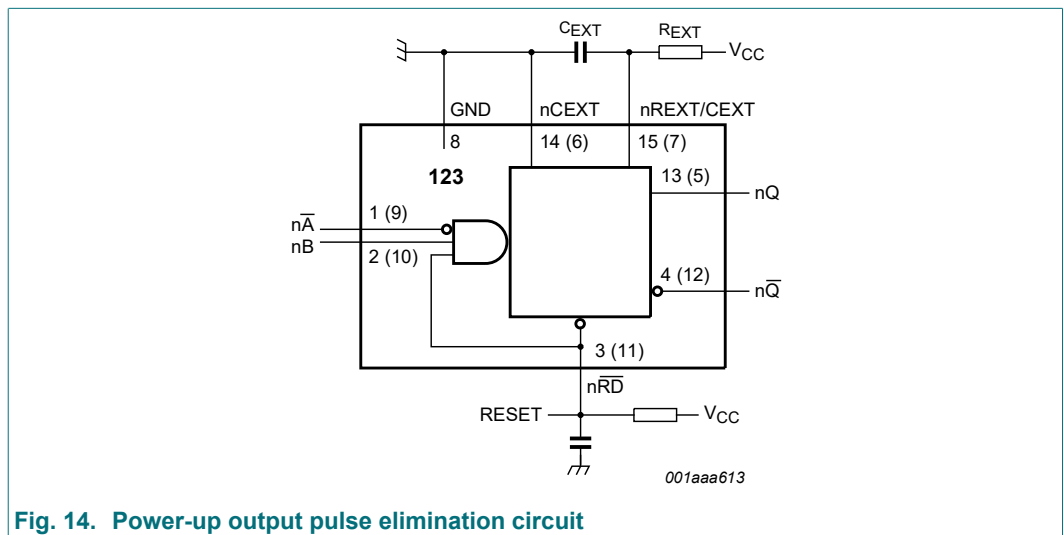 CEXT REXT
VCC
GND nCEXT nREXT/CEXT
8 14 (6) 15 (7)
123 13 (5)
nQ
nA̅ 1 (9)
nB
2 (10)
4 (12)
nQ̅
3 (11)
nR̅D̅
RESET VCC
001aaa613
Fig. 14. Power-up output pulse elimination circuit